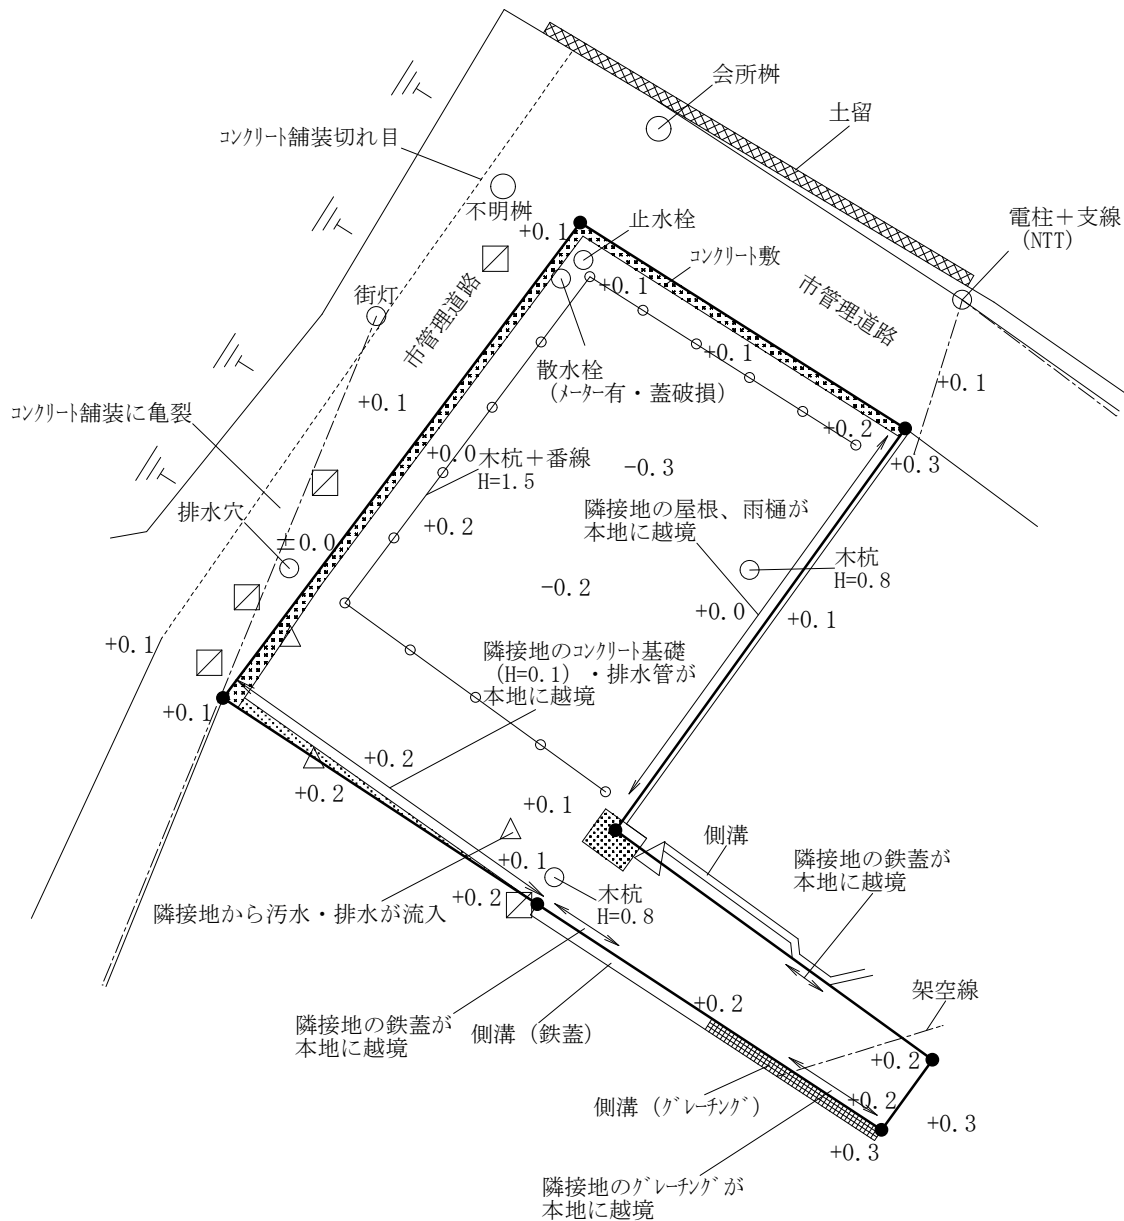 会所桝
土留
コンクリート舗装切れ目
不明桝
止水栓
電柱＋支線
(NTT)
+0.1
コンクリート敷
+0.1
市管理道路
街灯
市管理道路
+0.1
散水栓
（メーター有・蓋破損）
+0.1
+0.1
コンクリート舗装に亀裂
+0.2
+0.3
+0.0
木杭＋番線
H=1.5
-0.3
排水穴
+0.2
隣接地の屋根、雨樋が
本地に越境
±0.0
木杭
H=0.8
-0.2
+0.0
+0.1
+0.1
隣接地のコンクリート基礎
（H=0.1）・排水管が
本地に越境
+0.1
+0.2
+0.2
+0.1
側溝
隣接地の鉄蓋が
本地に越境
+0.1
+0.2
木杭
H=0.8
隣接地から汚水・排水が流入
架空線
+0.2
隣接地の鉄蓋が
本地に越境
側溝（鉄蓋）
+0.2
側溝（グレーチング）
+0.2
+0.3
+0.3
隣接地のグレーチングが
本地に越境